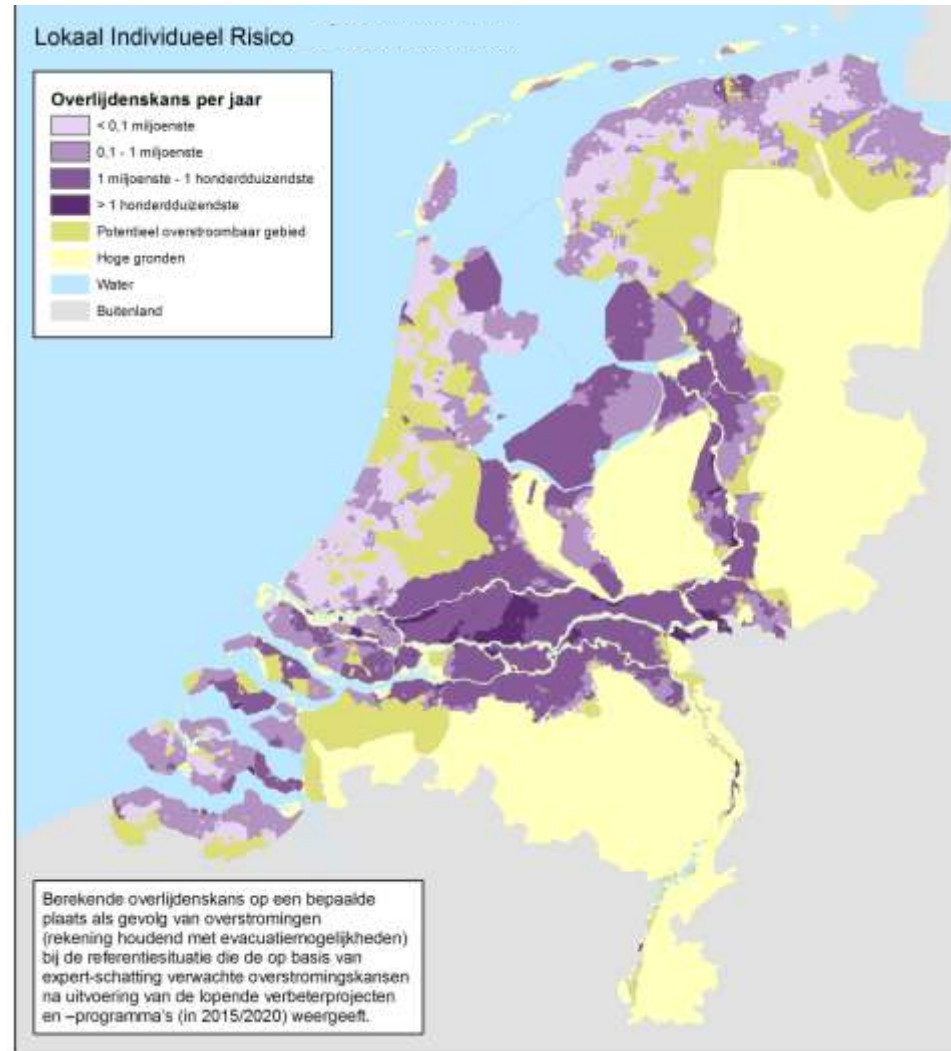 Lokaal Individueel Risico
Overlijdenskans per jaar
< 0,1 miljoenste
0,1 - 1 miljoenste
1 miljoenste - 1 honderdduizendste
> 1 honderdduizendste
Potentieel overstroombaar gebied
Hoge gronden
Water
Buitenland
Berekende overlijdenskans op een bepaalde
plaats als gevolg van overstromingen
(rekening houdend met evacuatiemogelijkheden)
bij de referentiesituatie die de op basis van
expert-schatting verwachte overstromingskansen
na uitvoering van de lopende verbeterprojecten
en –programma's (in 2015/2020) weergeeft.